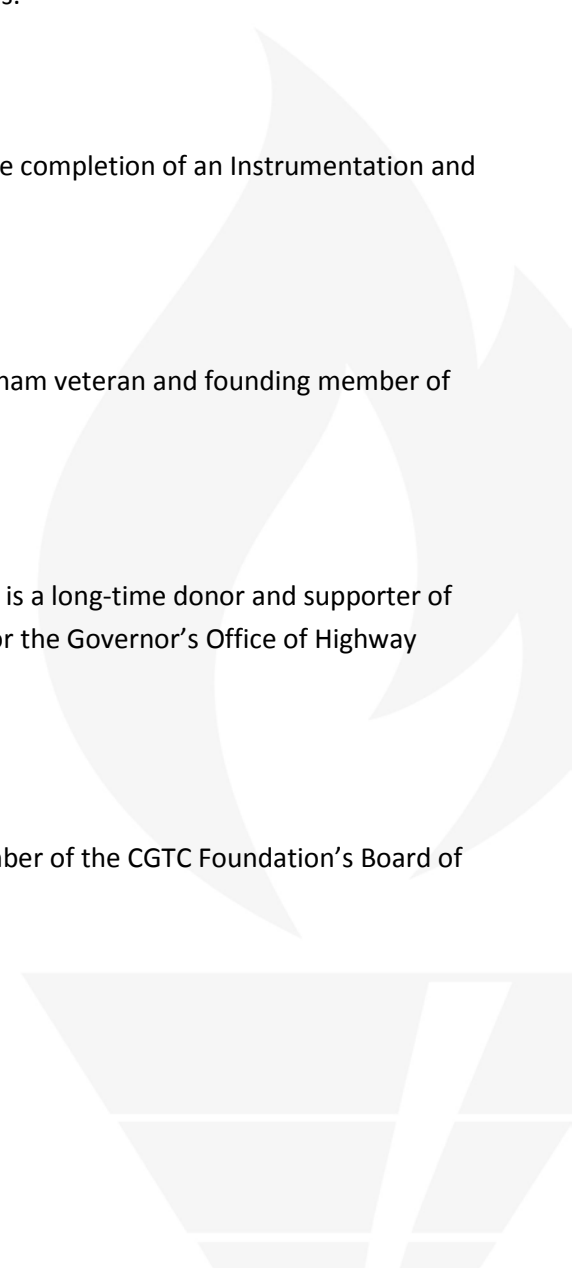 s.
e completion of an Instrumentation and
nam veteran and founding member of
is a long-time donor and supporter of
or the Governor’s Office of Highway
ber of the CGTC Foundation’s Board of